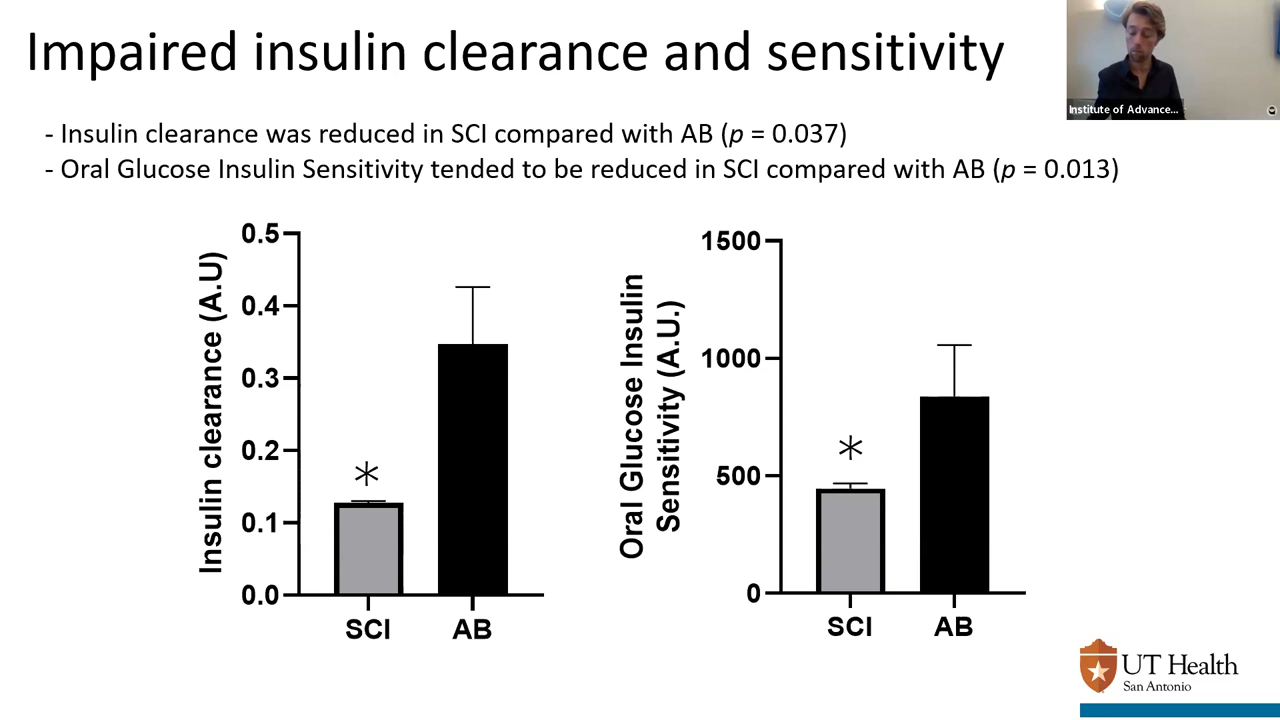 Impaired insulin clearance and sensitivity
Institute of Advance...
- Insulin clearance was reduced in SCI compared with AB (p = 0.037)
- Oral Glucose Insulin Sensitivity tended to be reduced in SCI compared with AB (p = 0.013)
Insulin clearance (A.U)
0.5
0.4
0.3
0.2
0.1
0.0
*
SCI
AB
Oral Glucose Insulin
Sensitivity (A.U.)
1500
1000
500
0
*
SCI
AB
UT Health
San Antonio